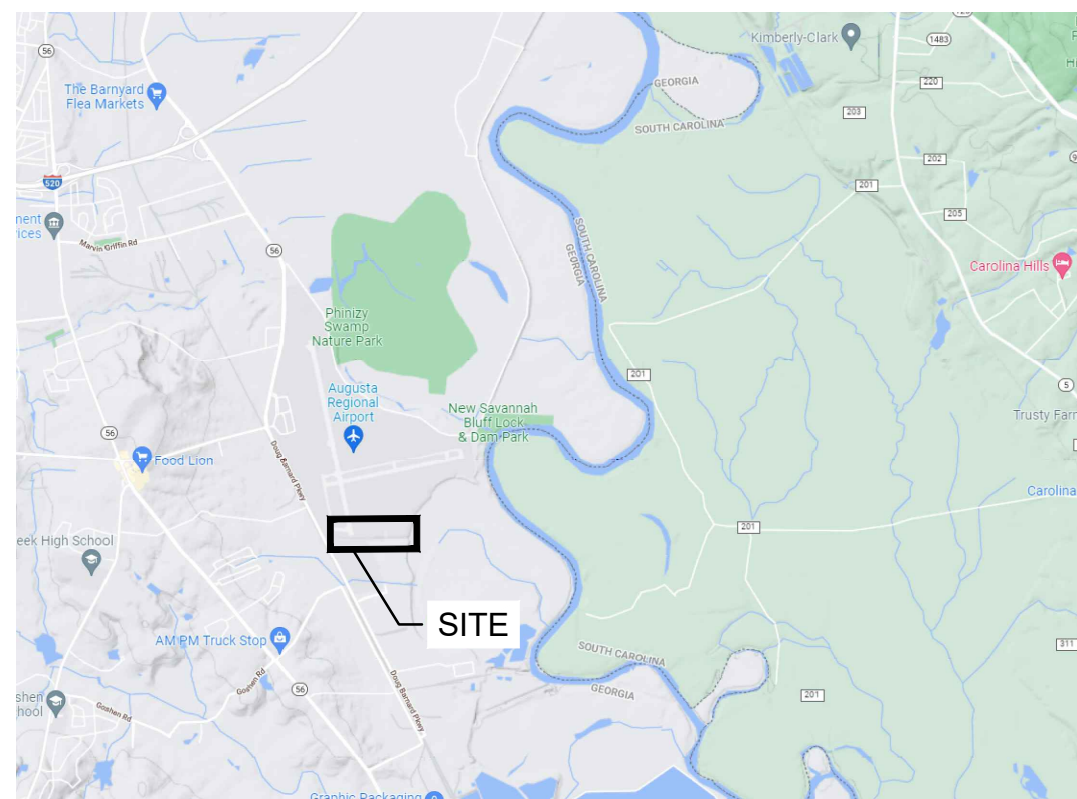 56
The Barnyard
Flea Markets
Kimberly-Clark
1483
220
203
GEORGIA
SOUTH CAROLINA
202
201
205
520
Marvin Griffin Rd
56
SOUTH CAROLINA
GEORGIA
Carolina Hills
Phinizy
Swamp
Nature Park
Augusta
Regional
Airport
201
5
New Savannah
Bluff Lock
& Dam Park
Trusty Farm
56
Food Lion
Doug Barnard Pkwy
Carolina
201
eek High School
SITE
AM PM Truck Stop
SOUTH CAROLINA
311
GEORGIA
Goshen Rd
56
201
Doug Barnard Pkwy
shen
hool
Goshen Rd
Graphic Packaging